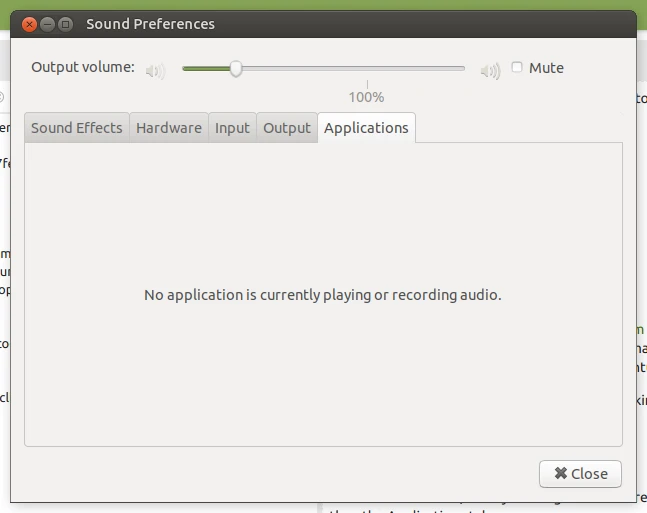 Sound Preferences
Output volume:
Mute
100%
Sound Effects
Hardware
Input
Output
Applications
No application is currently playing or recording audio.
Close